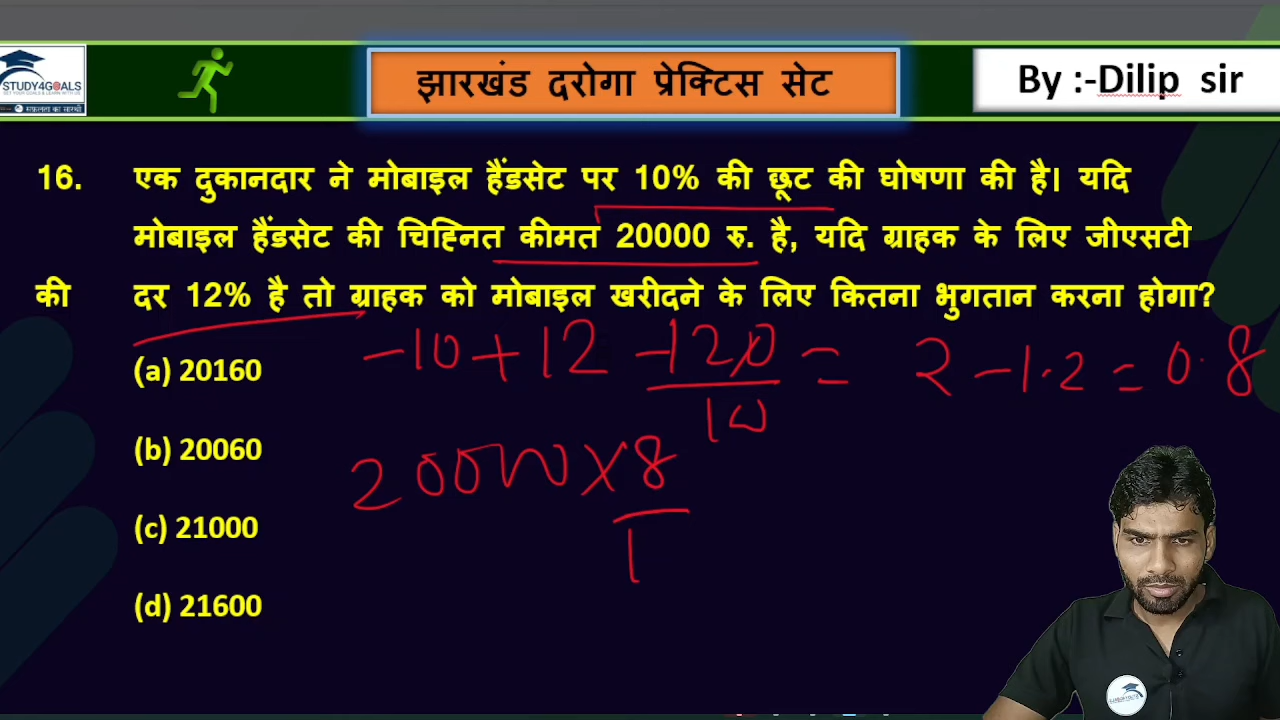 STUDY4GOALS
झारखंड दरोगा प्रेक्टिस सेट
By :-Dilip sir
16. एक दुकानदार ने मोबाइल हैंडसेट पर 10% की छूट की घोषणा की है। यदि
मोबाइल हैंडसेट की चिह्नित कीमत 20000 रु. है, यदि ग्राहक के लिए जीएसटी
की दर 12% है तो ग्राहक को मोबाइल खरीदने के लिए कितना भुगतान करना होगा?
(a) 20160
-10+12 -120/10 = 2-1.2=0.8
(b) 20060
20000×8/1
(c) 21000
(d) 21600